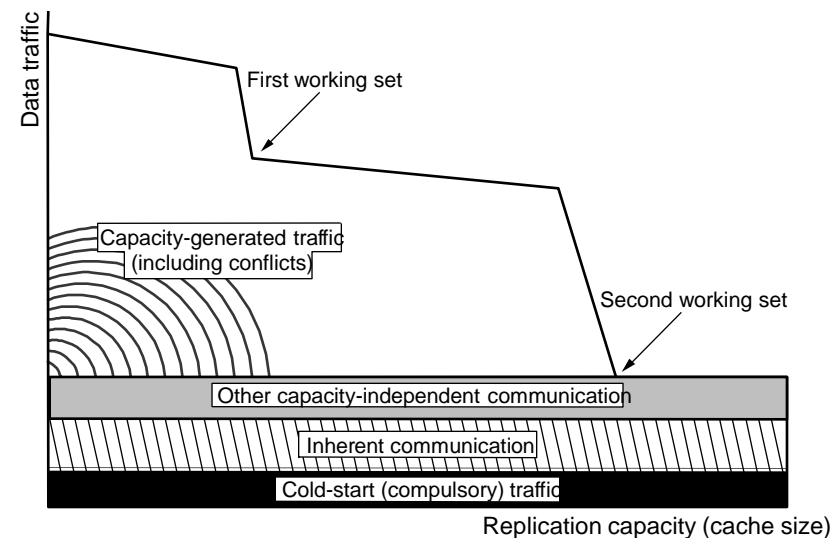 Data traffic
First working set
Capacity-generated traffic
(including conflicts)
Second working set
Other capacity-independent communication
Inherent communication
Cold-start (compulsory) traffic
Replication capacity (cache size)